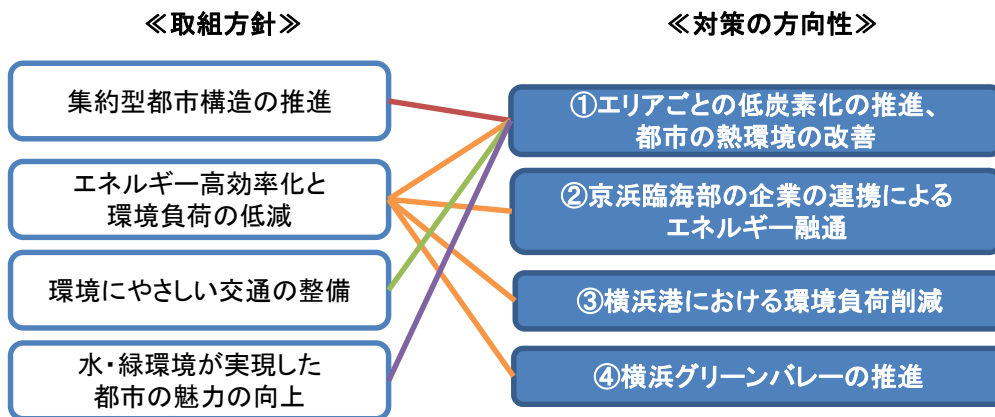 ≪取組方針≫
≪対策の方向性≫
集約型都市構造の推進
エネルギー高効率化と
環境負荷の低減
環境にやさしい交通の整備
水・緑環境が実現した
都市の魅力の向上
①エリアごとの低炭素化の推進、
都市の熱環境の改善
②京浜臨海部の企業の連携による
エネルギー融通
③横浜港における環境負荷削減
④横浜グリーンバレーの推進